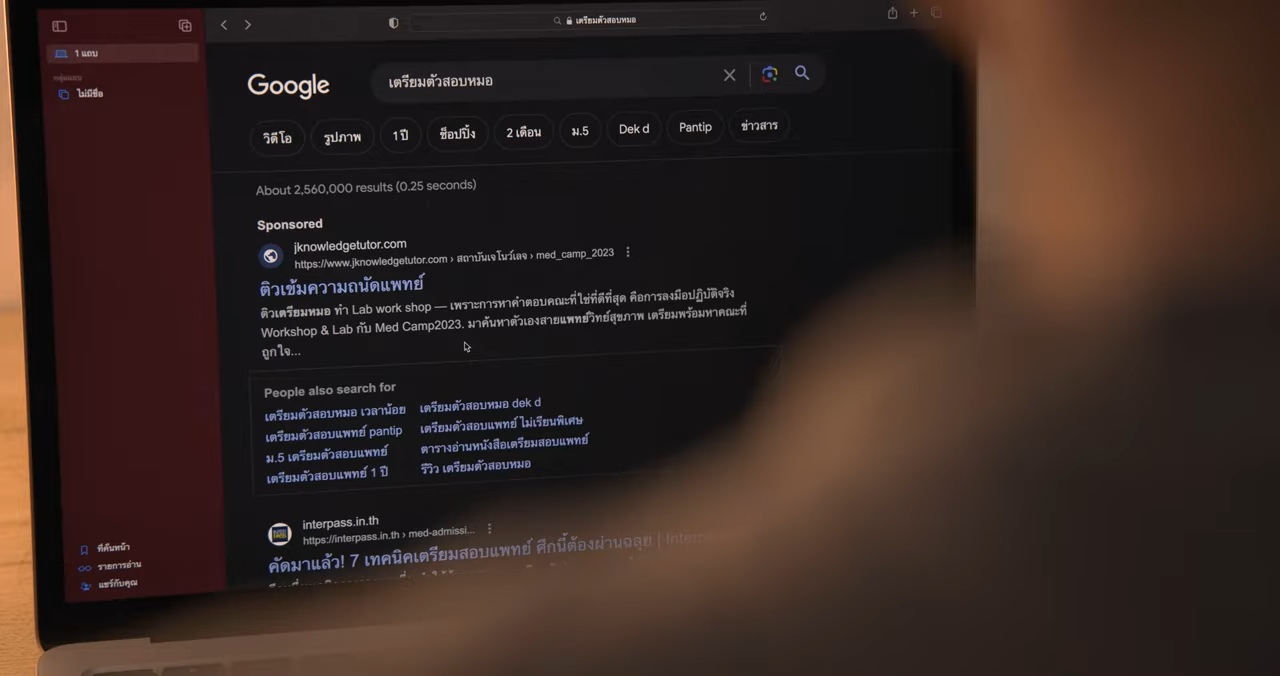 เตรียมตัวสอบหมอ
1 แถบ
กลุ่มแถบ
ไม่มีชื่อ
Google
เตรียมตัวสอบหมอ
วิดีโอ รูปภาพ 1 ปี ช็อปปิ้ง 2 เดือน ม.5 Dek d Pantip ข่าวสาร
About 2,560,000 results (0.25 seconds)
Sponsored
jknowledgetutor.com
https://www.jknowledgetutor.com › สถาบันเจโนว์เลจ › med_camp_2023
ติวเข้มความถนัดแพทย์
ติวเตรียมหมอ ทำ Lab work shop — เพราะการหาคำตอบคณะที่ใช่ที่ดีที่สุด คือการลงมือปฏิบัติจริง
Workshop & Lab กับ Med Camp2023. มาค้นหาตัวเองสายแพทย์วิทย์สุขภาพ เตรียมพร้อมหาคณะที่
ถูกใจ...
People also search for
เตรียมตัวสอบหมอ เวลาน้อย เตรียมตัวสอบหมอ dek d
เตรียมตัวสอบแพทย์ pantip เตรียมตัวสอบแพทย์ ไม่เรียนพิเศษ
ม.5 เตรียมตัวสอบแพทย์ ตารางอ่านหนังสือเตรียมสอบแพทย์
เตรียมตัวสอบแพทย์ 1 ปี รีวิว เตรียมตัวสอบหมอ
interpass.in.th
https://interpass.in.th › med-admissi...
คัดมาแล้ว! 7 เทคนิคเตรียมสอบแพทย์ ศึกนี้ต้องผ่านฉลุย |
ที่คั่นหน้า
รายการอ่าน
แชร์กับคุณ